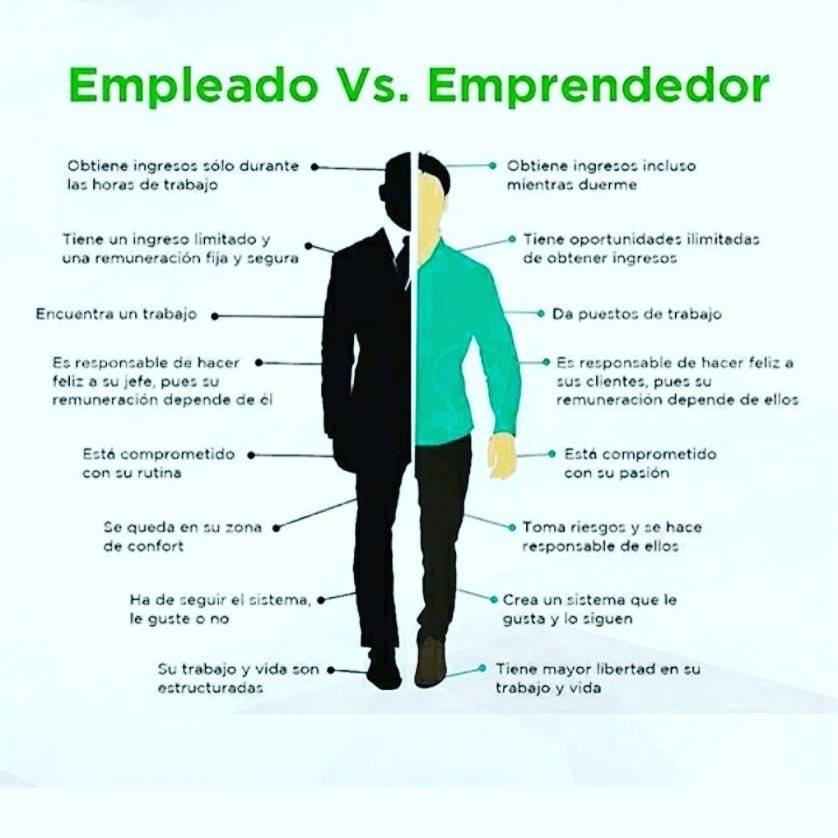 Empleado Vs. Emprendedor
Obtiene ingresos sólo durante
las horas de trabajo
Tiene un ingreso limitado y
una remuneración fija y segura
Encuentra un trabajo
Es responsable de hacer
feliz a su jefe, pues su
remuneración depende de él
Está comprometido
con su rutina
Se queda en su zona
de confort
Ha de seguir el sistema,
le guste o no
Su trabajo y vida son
estructuradas
Obtiene ingresos incluso
mientras duerme
Tiene oportunidades ilimitadas
de obtener ingresos
Da puestos de trabajo
Es responsable de hacer feliz a
sus clientes, pues su
remuneración depende de ellos
Está comprometido
con su pasión
Toma riesgos y se hace
responsable de ellos
Crea un sistema que le
gusta y lo siguen
Tiene mayor libertad en su
trabajo y vida